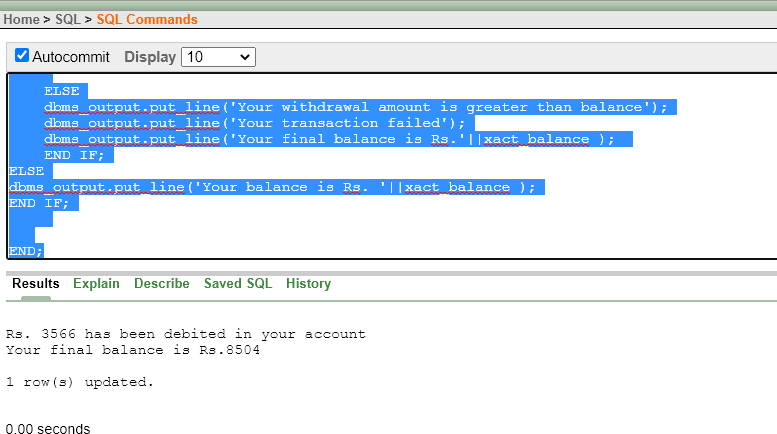 Home > SQL > SQL Commands
Autocommit Display 10
ELSE
dbms_output.put_line('Your withdrawal amount is greater than balance');
dbms_output.put_line('Your transaction failed');
dbms_output.put_line('Your final balance is Rs.'||xact_balance );
END IF;
ELSE
dbms_output.put_line('Your balance is Rs. '||xact_balance );
END IF;
END;
Results Explain Describe Saved SQL History
Rs. 3566 has been debited in your account
Your final balance is Rs.8504
1 row(s) updated.
0.00 seconds